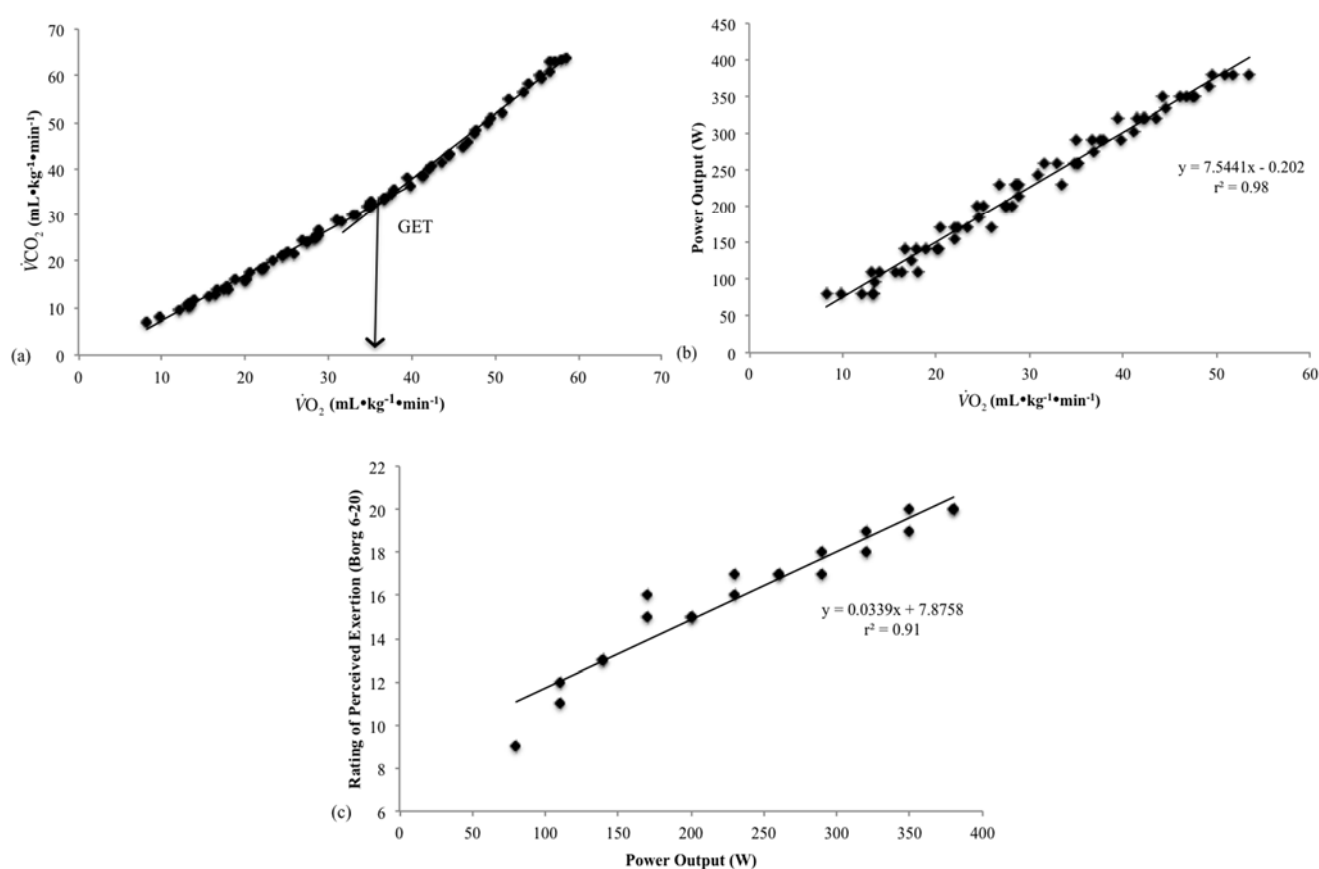 V̇CO₂ (mL•kg⁻¹•min⁻¹)
70
60
50
40
30
20
10
0
GET
0 10 20 30 40 50 60 70
(a)
V̇O₂ (mL•kg⁻¹•min⁻¹)
Power Output (W)
450
400
350
300
250
200
150
100
50
0
y = 7.5441x - 0.202
r² = 0.98
0 10 20 30 40 50 60
(b)
V̇O₂ (mL•kg⁻¹•min⁻¹)
Rating of Perceived Exertion (Borg 6-20)
22
20
18
16
14
12
10
8
6
y = 0.0339x + 7.8758
r² = 0.91
(c)
0 50 100 150 200 250 300 350 400
Power Output (W)